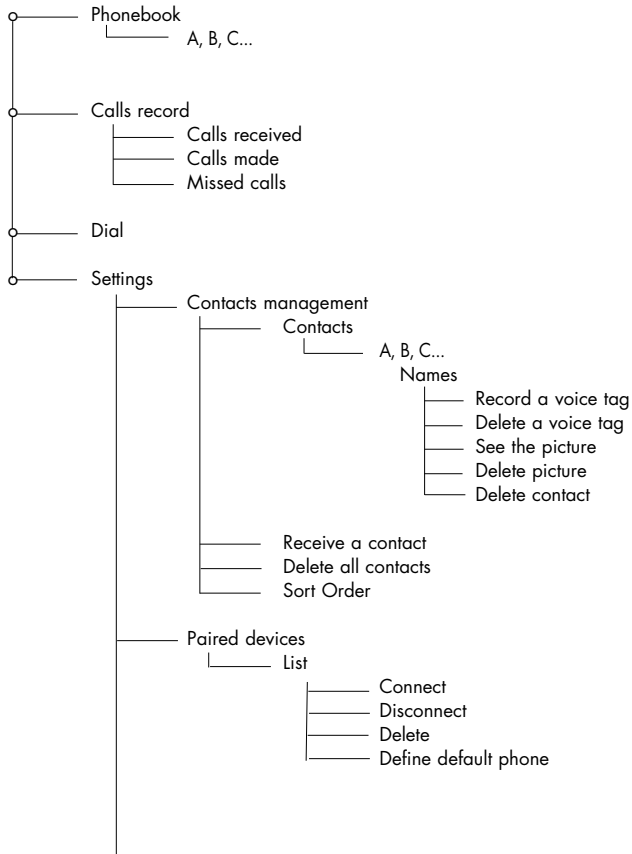 Phonebook
A, B, C...
Calls record
Calls received
Calls made
Missed calls
Dial
Settings
Contacts management
Contacts
A, B, C...
Names
Record a voice tag
Delete a voice tag
See the picture
Delete picture
Delete contact
Receive a contact
Delete all contacts
Sort Order
Paired devices
List
Connect
Disconnect
Delete
Define default phone